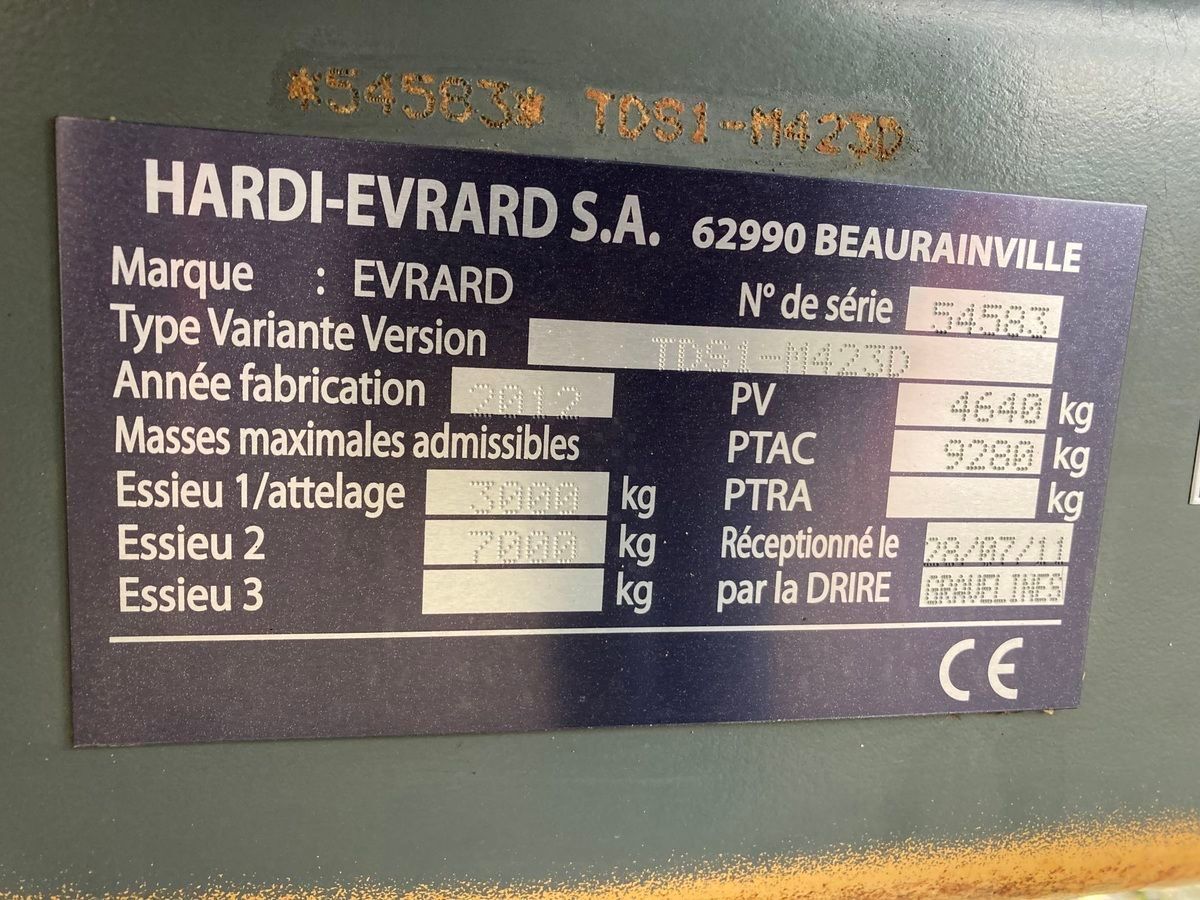 *54583* TDS1-M423D
HARDI-EVRARD S.A. 62990 BEAURAINVILLE
Marque : EVRARD N° de série 54583
Type Variante Version TDS1-M423D
Année fabrication 2012 PV 4640 kg
Masses maximales admissibles PTAC 9280 kg
Essieu 1/attelage 3000 kg PTRA kg
Essieu 2 7000 kg Réceptionné le 28/07/11
Essieu 3 kg par la DRIRE GRAVELINES
CE